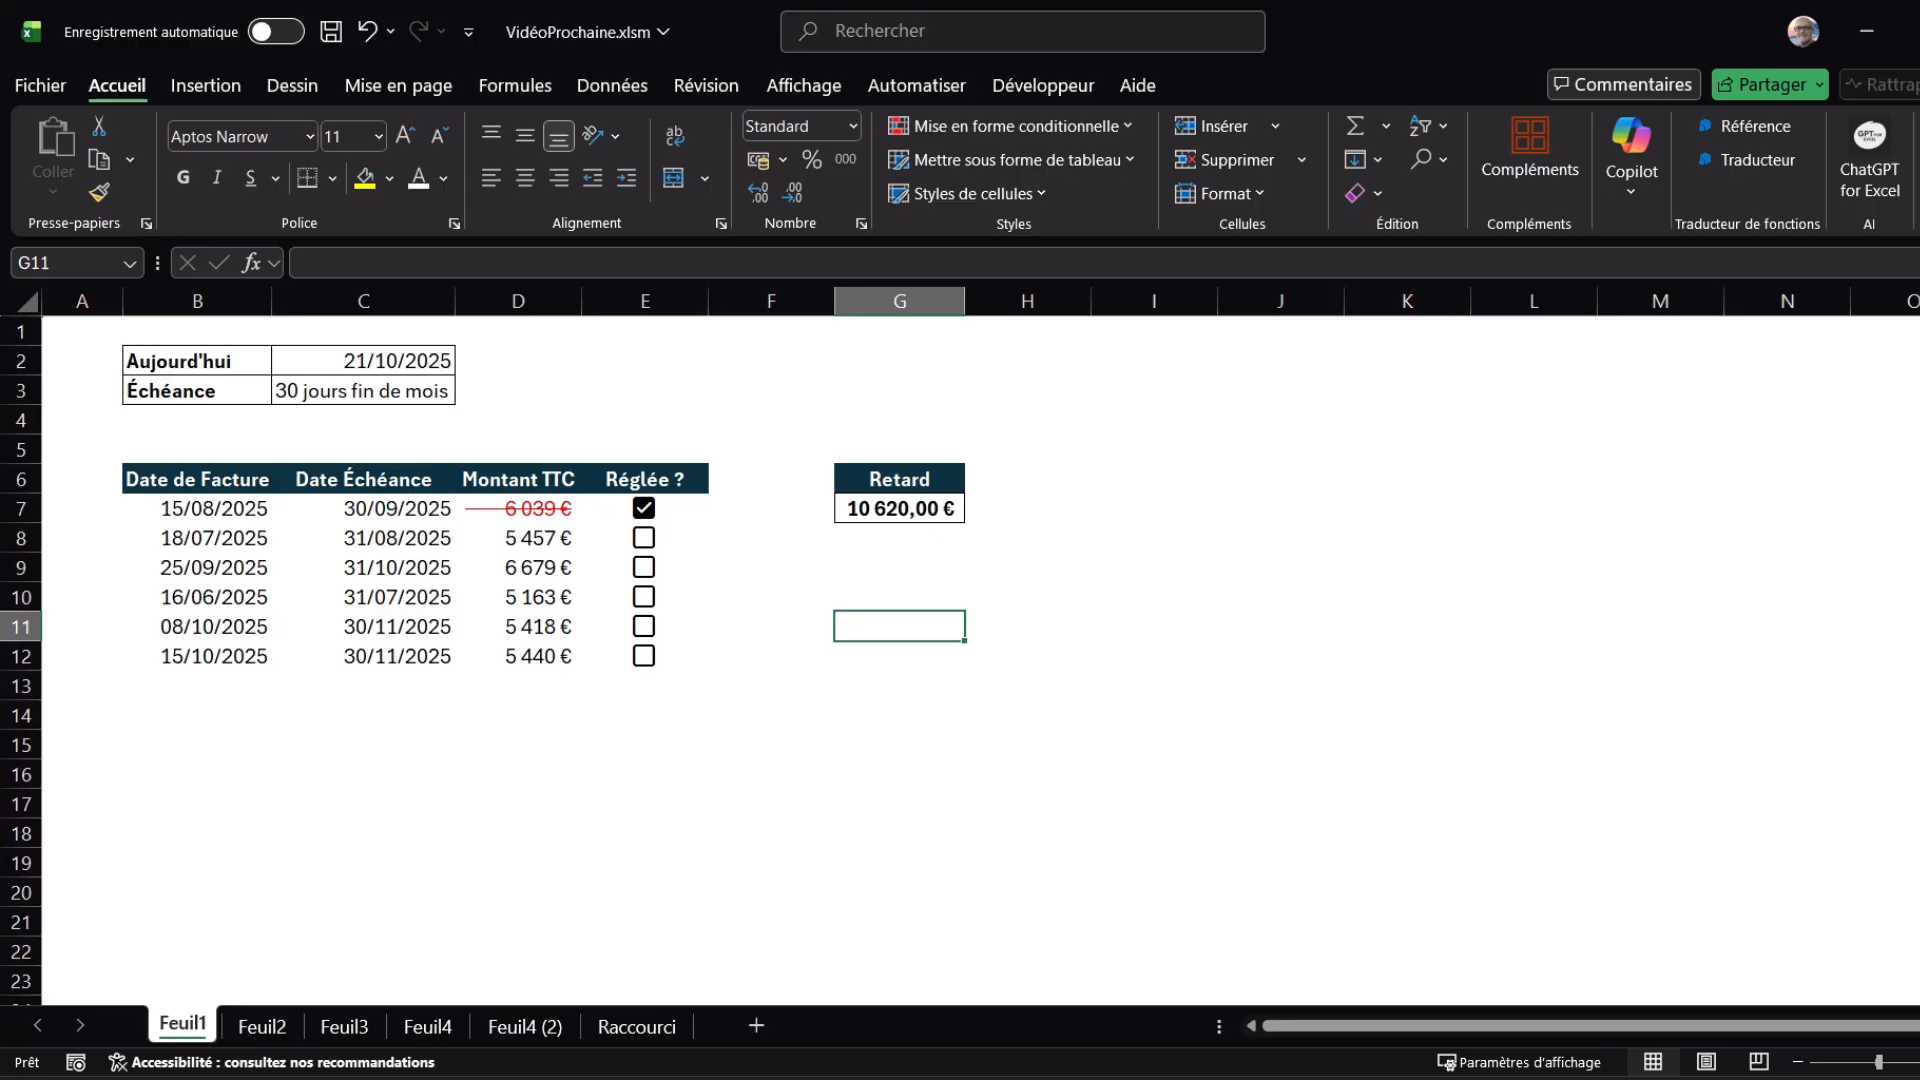 Enregistrement automatique VidéoProchaine.xlsm Rechercher
Fichier Accueil Insertion Dessin Mise en page Formules Données Révision Affichage Automatiser Développeur Aide Commentaires Partager
Coller Aptos Narrow 11 Standard Mise en forme conditionnelle Insérer Référence
Mettre sous forme de tableau Supprimer Compléments Copilot Traducteur ChatGPT for Excel
G I S Styles de cellules Format
Presse-papiers Police Alignement Nombre Styles Cellules Édition Compléments Traducteur de fonctions AI
G11 fx
A B C D E F G H I J K L M N O
1
2 Aujourd'hui 21/10/2025
3 Échéance 30 jours fin de mois
4
5
6 Date de Facture Date Échéance Montant TTC Réglée ? Retard
7 15/08/2025 30/09/2025 6 039 € 10 620,00 €
8 18/07/2025 31/08/2025 5 457 €
9 25/09/2025 31/10/2025 6 679 €
10 16/06/2025 31/07/2025 5 163 €
11 08/10/2025 30/11/2025 5 418 €
12 15/10/2025 30/11/2025 5 440 €
13
14
15
16
17
18
19
20
21
22
23
Feuil1 Feuil2 Feuil3 Feuil4 Feuil4 (2) Raccourci
Prêt Accessibilité : consultez nos recommandations Paramètres d'affichage